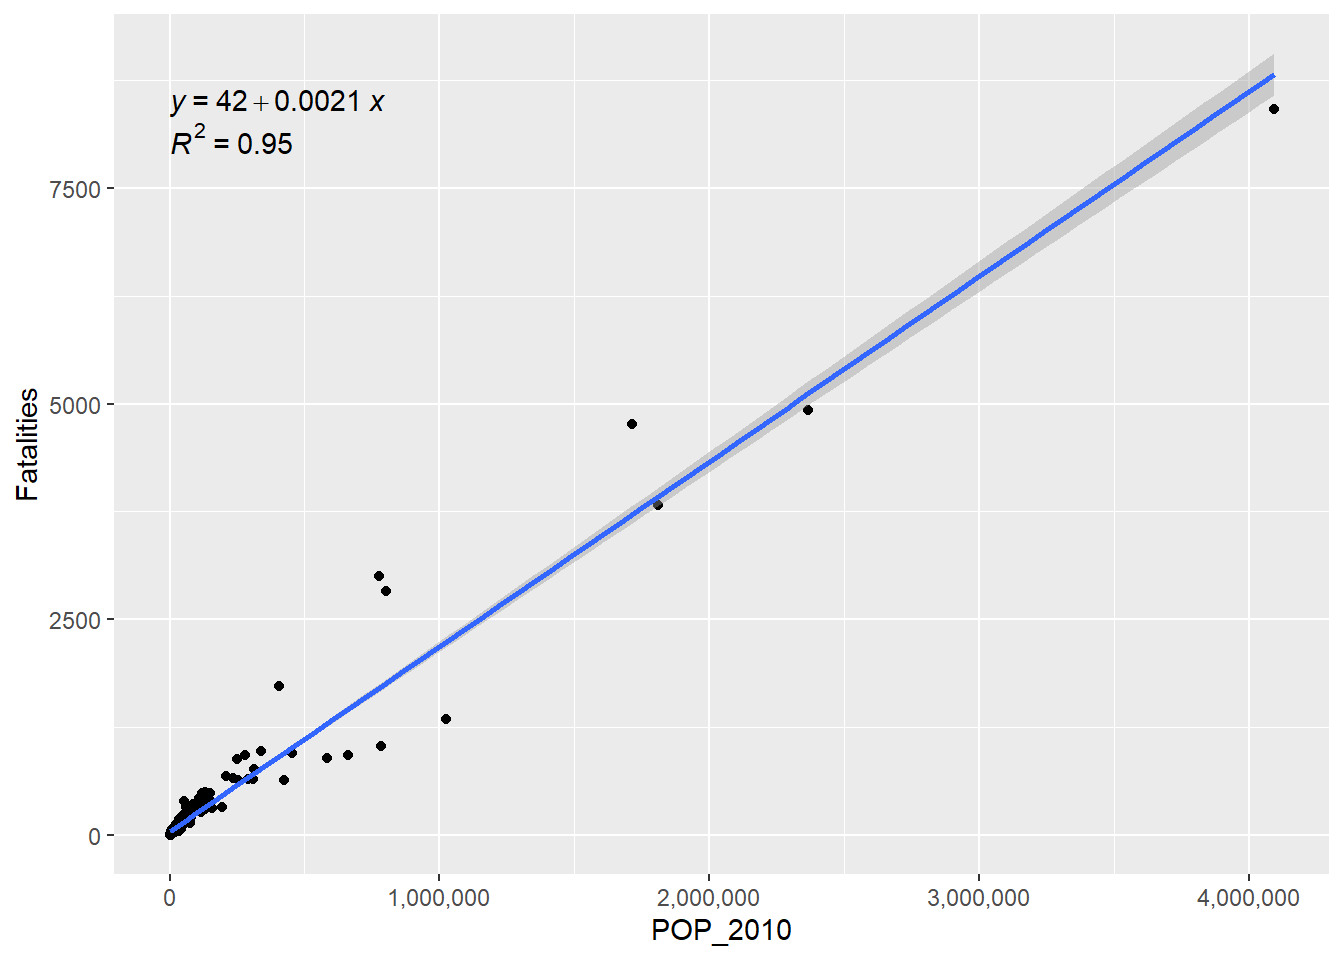 y = 42 + 0.0021 x
R² = 0.95
7500
5000
2500
0
Fatalities
0 1,000,000 2,000,000 3,000,000 4,000,000
POP_2010